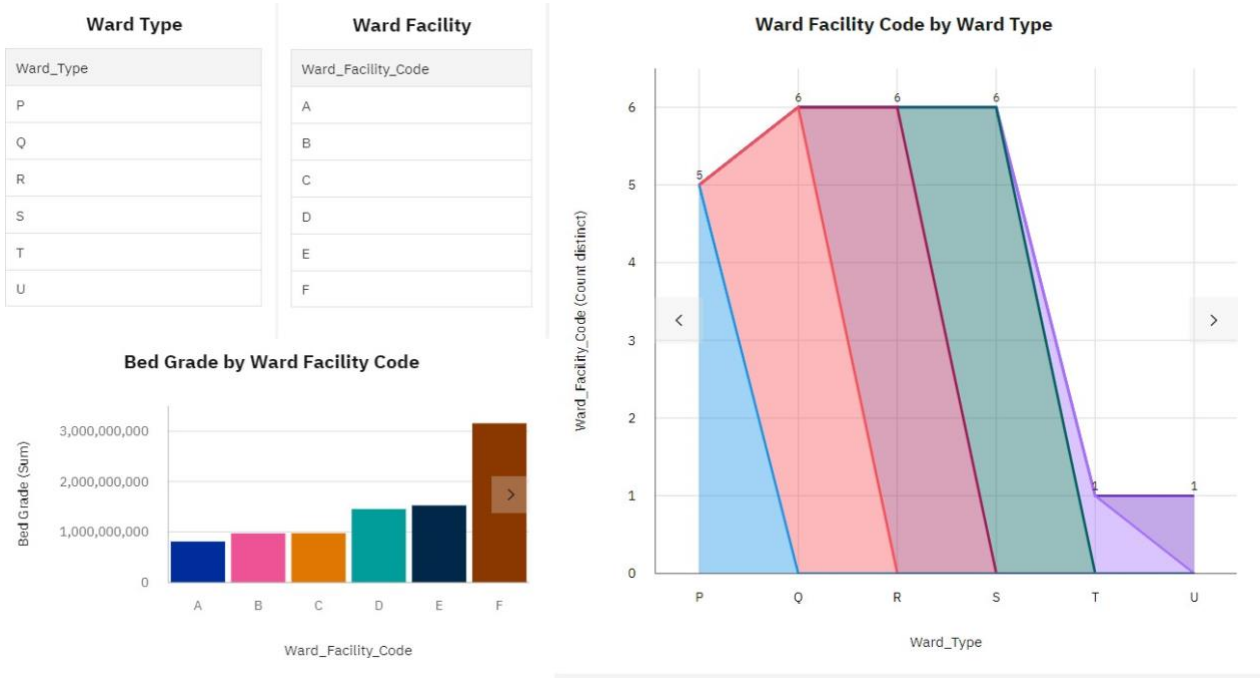 Ward Type
Ward_Type
P
Q
R
S
T
U
Ward Facility
Ward_Facility_Code
A
B
C
D
E
F
Bed Grade by Ward Facility Code
Bed Grade (Sum)
3,000,000,000
2,000,000,000
1,000,000,000
0
A B C D E F
Ward_Facility_Code
Ward Facility Code by Ward Type
Ward_Facility_Code (Count distinct)
6
5
4
3
2
1
0
5 6 6 6 1 1
P Q R S T U
Ward_Type